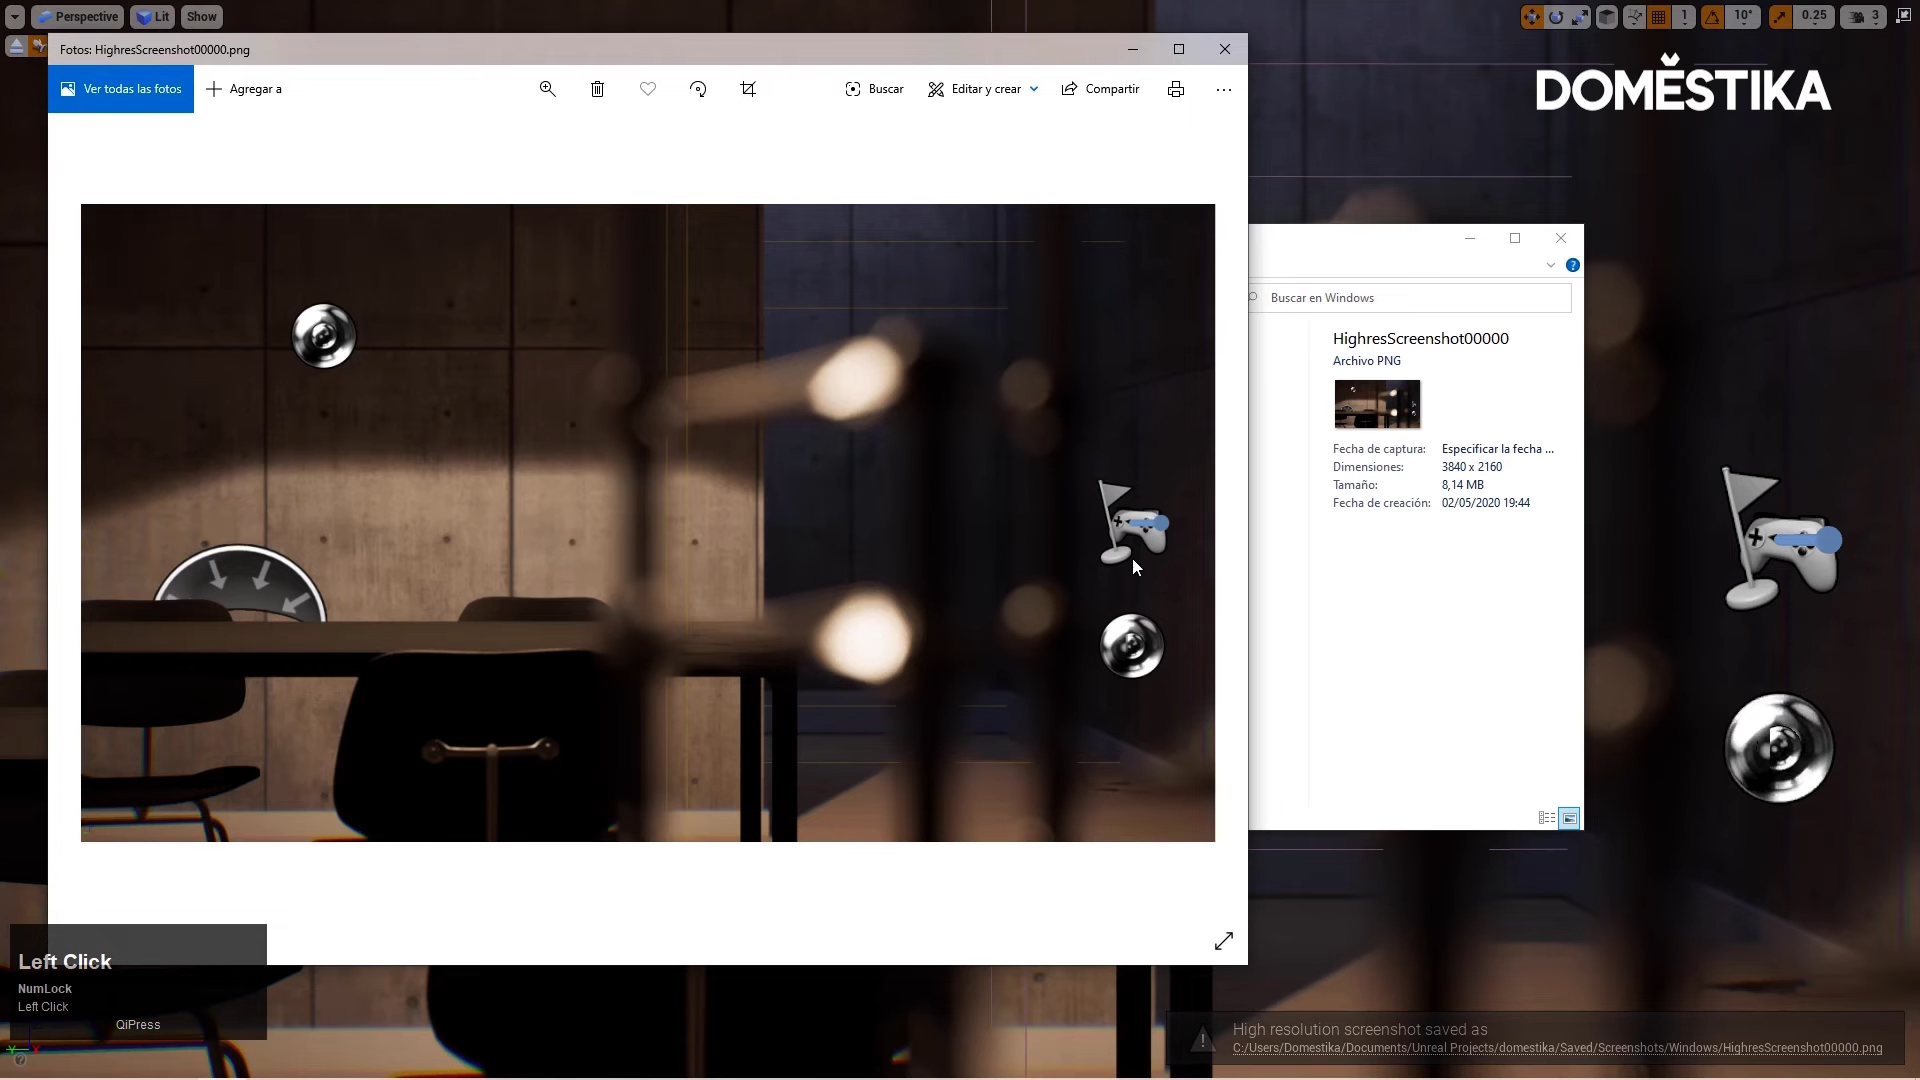 Perspective
Lit
Show
1
10°
0.25
3
Fotos: HighresScreenshot00000.png
Ver todas las fotos
Agregar a
Buscar
Editar y crear
Compartir
DOMĚSTIKA
Buscar en Windows
HighresScreenshot00000
Archivo PNG
Fecha de captura: Especificar la fecha ...
Dimensiones: 3840 x 2160
Tamaño: 8,14 MB
Fecha de creación: 02/05/2020 19:44
Left Click
NumLock
Left Click
QiPress
High resolution screenshot saved as
C:/Users/Domestika/Documents/Unreal Projects/domestika/Saved/Screenshots/Windows/HighresScreenshot00000.png